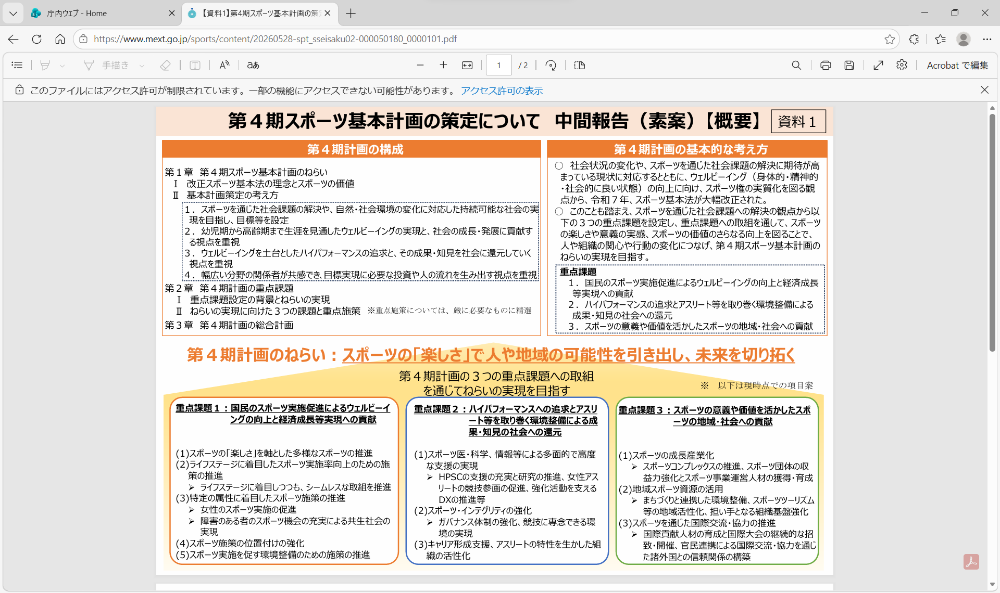 庁内ウェブ - Home
【資料1】第4期スポーツ基本計画の策
https://www.mext.go.jp/sports/content/20260528-spt_sseisaku02-000050180_0000101.pdf
手描き
T
A
aあ
1
/ 2
Acrobat で編集
このファイルにはアクセス許可が制限されています。一部の機能にアクセスできない可能性があります。 アクセス許可の表示
第４期スポーツ基本計画の策定について 中間報告（素案）【概要】
資料１
第４期計画の構成
第１章 第４期スポーツ基本計画のねらい
Ⅰ 改正スポーツ基本法の理念とスポーツの価値
Ⅱ 基本計画策定の考え方
１．スポーツを通じた社会課題の解決や、自然・社会環境の変化に対応した持続可能な社会の実
現を目指し、目標等を設定
２．幼児期から高齢期まで生涯を見通したウェルビーイングの実現と、社会の成長・発展に貢献す
る視点を重視
３．ウェルビーイングを土台としたハイパフォーマンスの追求と、その成果・知見を社会に還元していく
視点を重視
４．幅広い分野の関係者が共感でき、目標実現に必要な投資や人の流れを生み出す視点を重視
第２章 第４期計画の重点課題
Ⅰ 重点課題設定の背景とねらいの実現
Ⅱ ねらいの実現に向けた３つの課題と重点施策 ※重点施策については、厳に必要なものに精選
第３章 第４期計画の総合計画
第４期計画の基本的な考え方
○ 社会状況の変化や、スポーツを通じた社会課題の解決に期待が高
まっている現状に対応するとともに、ウェルビーイング（身体的・精神的
・社会的に良い状態）の向上に向け、スポーツ権の実質化を図る観
点から、令和７年、スポーツ基本法が大幅改正された。
○ このことも踏まえ、スポーツを通じた社会課題への解決の観点から以
下の３つの重点課題を設定し、重点課題への取組を通して、スポーツ
の楽しさや意義の実感、スポーツの価値のさらなる向上を図ることで、
人や組織の関心や行動の変化につなげ、第４期スポーツ基本計画の
ねらいの実現を目指す。
重点課題
１．国民のスポーツ実施促進によるウェルビーイングの向上と経済成長
等実現への貢献
２．ハイパフォーマンスの追求とアスリート等を取り巻く環境整備による
成果・知見の社会への還元
３．スポーツの意義や価値を活かしたスポーツの地域・社会への貢献
第４期計画のねらい：スポーツの「楽しさ」で人や地域の可能性を引き出し、未来を切り拓く
第４期計画の３つの重点課題への取組
を通じてねらいの実現を目指す
※ 以下は現時点での項目案
重点課題１：国民のスポーツ実施促進によるウェルビーイ
ングの向上と経済成長等実現への貢献
(1)スポーツの「楽しさ」を軸とした多様なスポーツの推進
(2)ライフステージに着目したスポーツ実施率向上のための施
策の推進
➢ ライフステージに着目しつつも、シームレスな取組を推進
(3)特定の属性に着目したスポーツ施策の推進
➢ 女性のスポーツ実施の促進
➢ 障害のある者のスポーツ機会の充実による共生社会の
実現
(4)スポーツ施策の位置付けの強化
(5)スポーツ実施を促す環境整備のための施策の推進
重点課題２：ハイパフォーマンスへの追求とアスリ
ート等を取り巻く環境整備による成
果・知見の社会への還元
(1)スポーツ医・科学、情報等による多面的で高度
な支援の実現
➢ HPSCの支援の充実と研究の推進、女性アス
リートの競技参画の促進、強化活動を支える
DXの推進等
(2)スポーツ・インテグリティの強化
➢ ガバナンス体制の強化、競技に専念できる環
境の実現
(3)キャリア形成支援、アスリートの特性を生かした組
織の活性化
重点課題３：スポーツの意義や価値を活かしたスポ
ーツの地域・社会への貢献
(1)スポーツの成長産業化
➢ スポーツコンプレックスの推進、スポーツ団体の収
益力強化とスポーツ事業運営人材の獲得・育成
(2)地域スポーツ資源の活用
➢ まちづくりと連携した環境整備、スポーツツーリズム
等の地域活性化、担い手となる組織基盤強化
(3)スポーツを通じた国際交流・協力の推進
➢ 国際貢献人材の育成と国際大会の継続的な招
致・開催、官民連携による国際交流・協力を通じ
た諸外国との信頼関係の構築